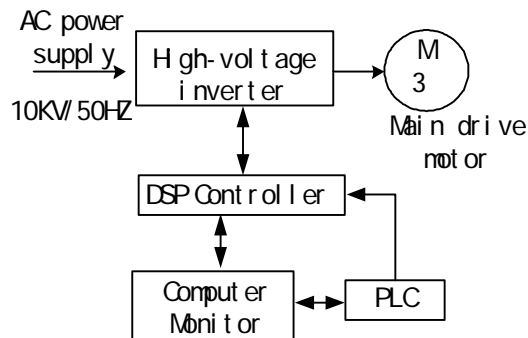 AC power
supply
10KV/50HZ
High-voltage
inverter
M
3
Main drive
motor
DSP Controller
Computer
Monitor
PLC